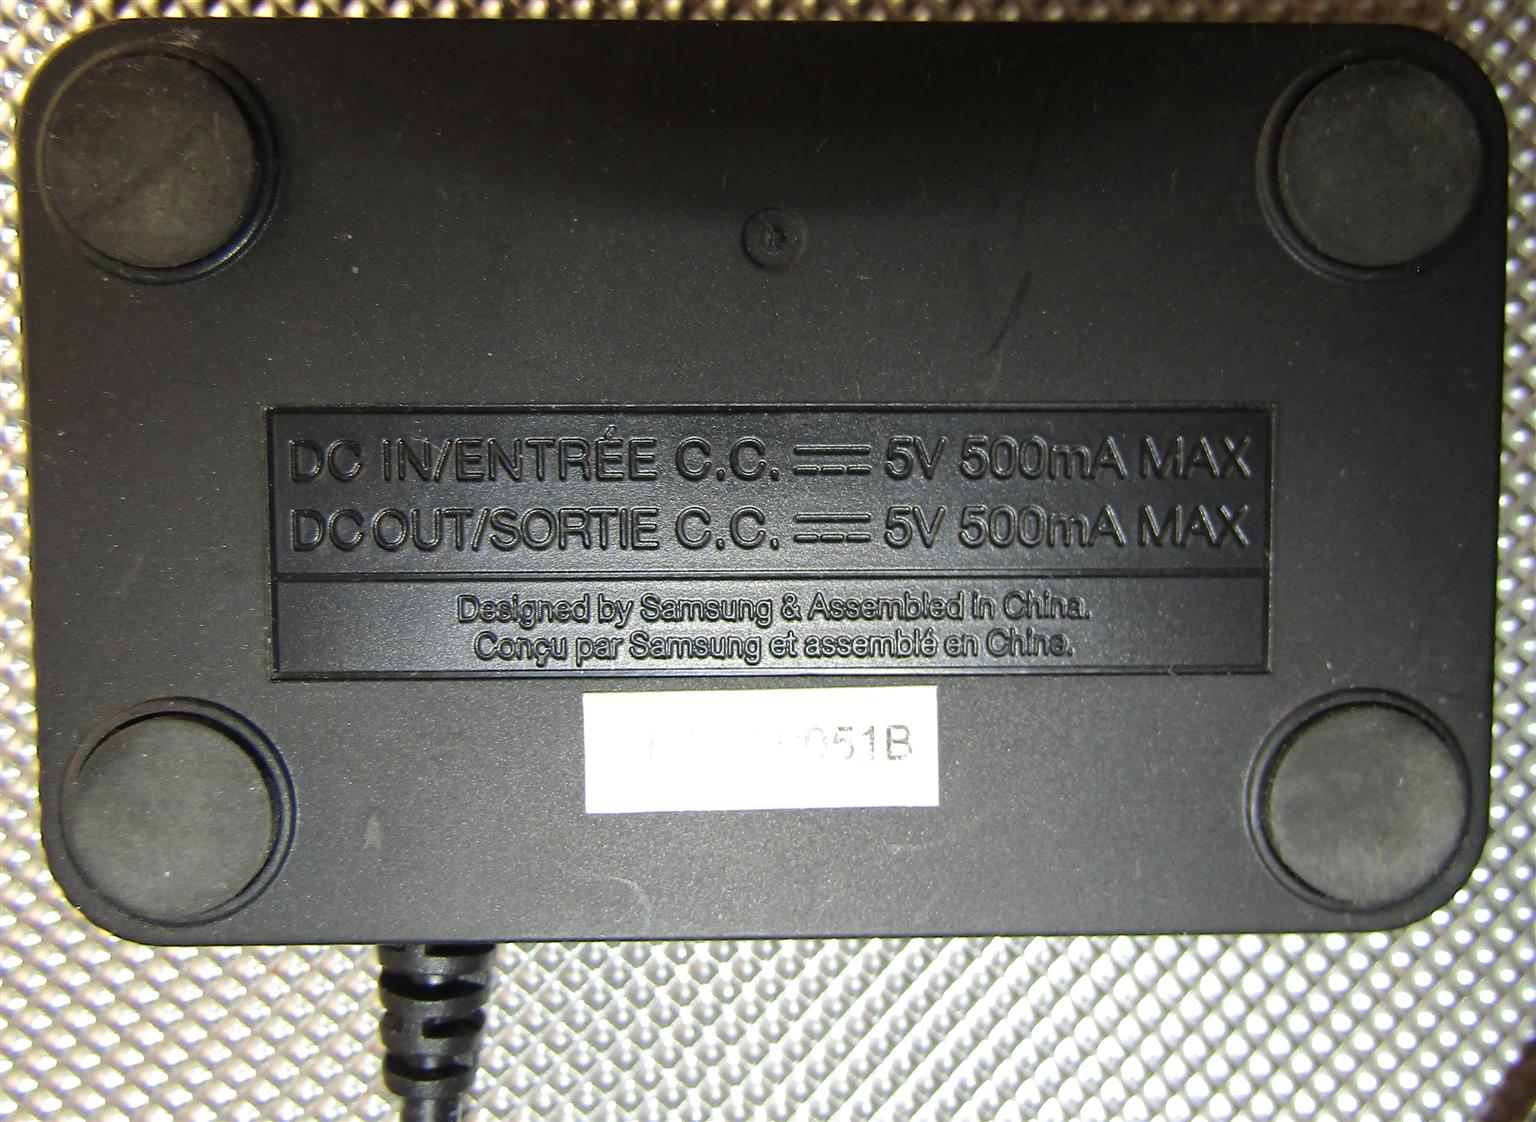 DC IN/ENTRÉE C.C. ⎓ 5V 500mA MAX
DC OUT/SORTIE C.C. ⎓ 5V 500mA MAX
Designed by Samsung & Assembled in China.
Conçu par Samsung et assemblé en Chine.